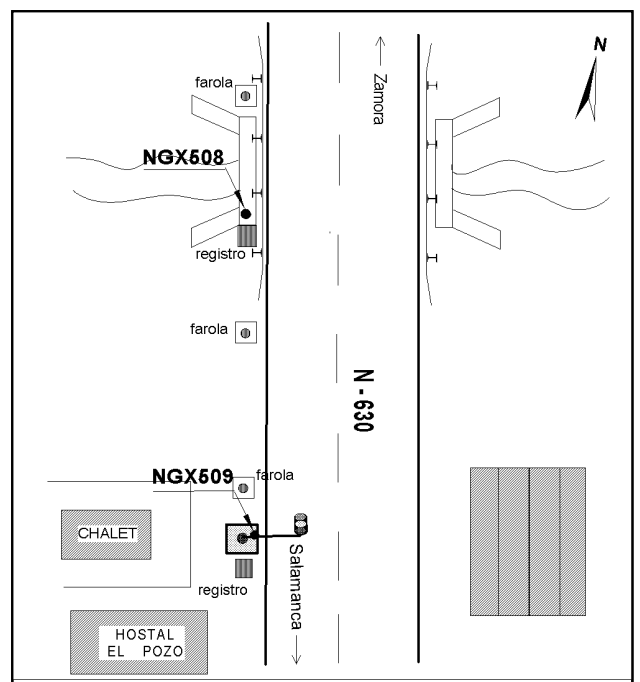 N
farola
Zamora
NGX508
registro
farola
N - 630
NGX509
farola
CHALET
Salamanca
registro
HOSTAL
EL POZO